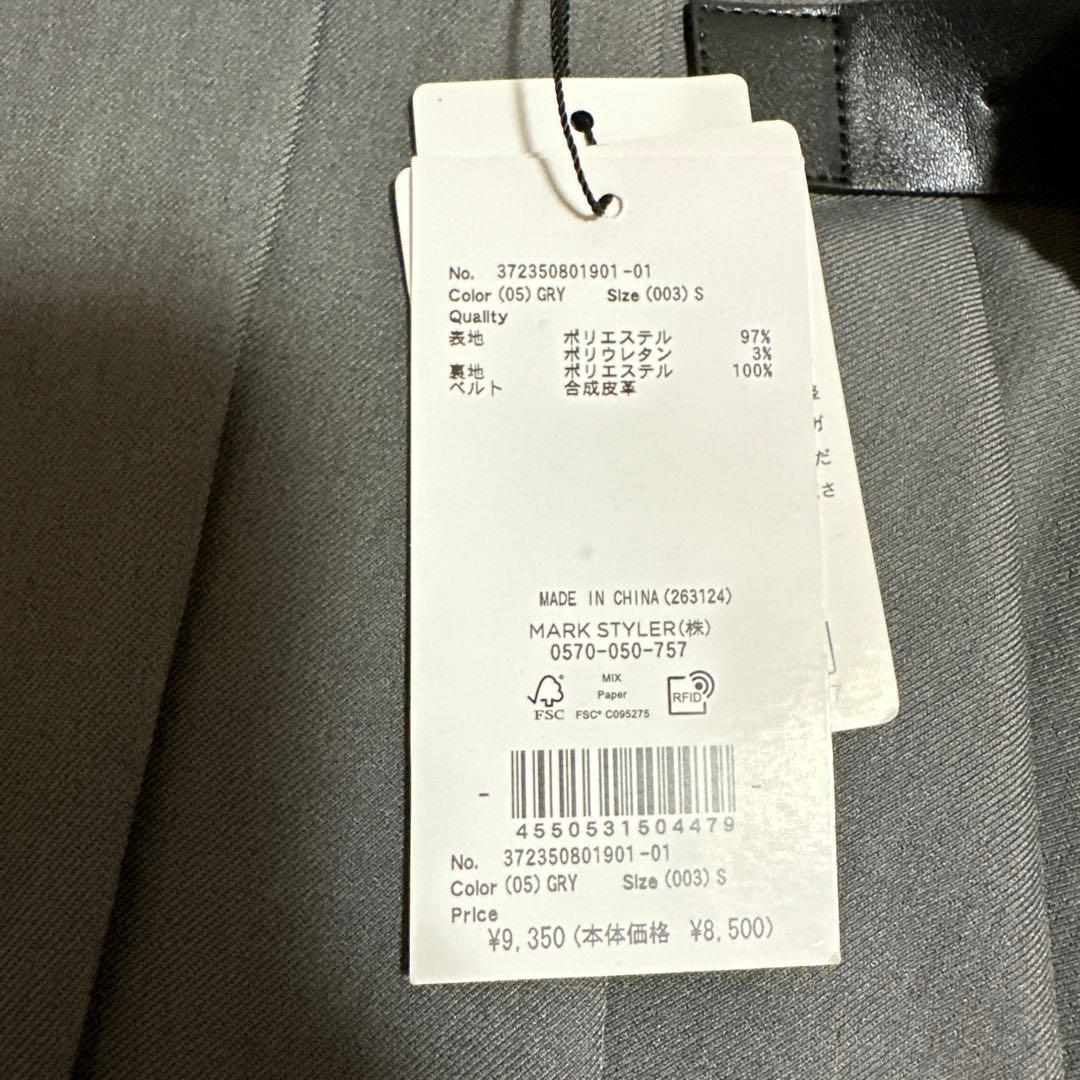 No. 372350801901-01
Color (05) GRY Size (003) S
Quality
表地 ポリエステル 97%
ポリウレタン 3%
裏地 ポリエステル 100%
ベルト 合成皮革
MADE IN CHINA (263124)
MARK STYLER(株)
0570-050-757
FSC
MIX
Paper
FSC® C095275
RFID
4550531504479
No. 372350801901-01
Color (05) GRY Size (003) S
Price
¥9,350 (本体価格 ¥8,500)
だ
さ